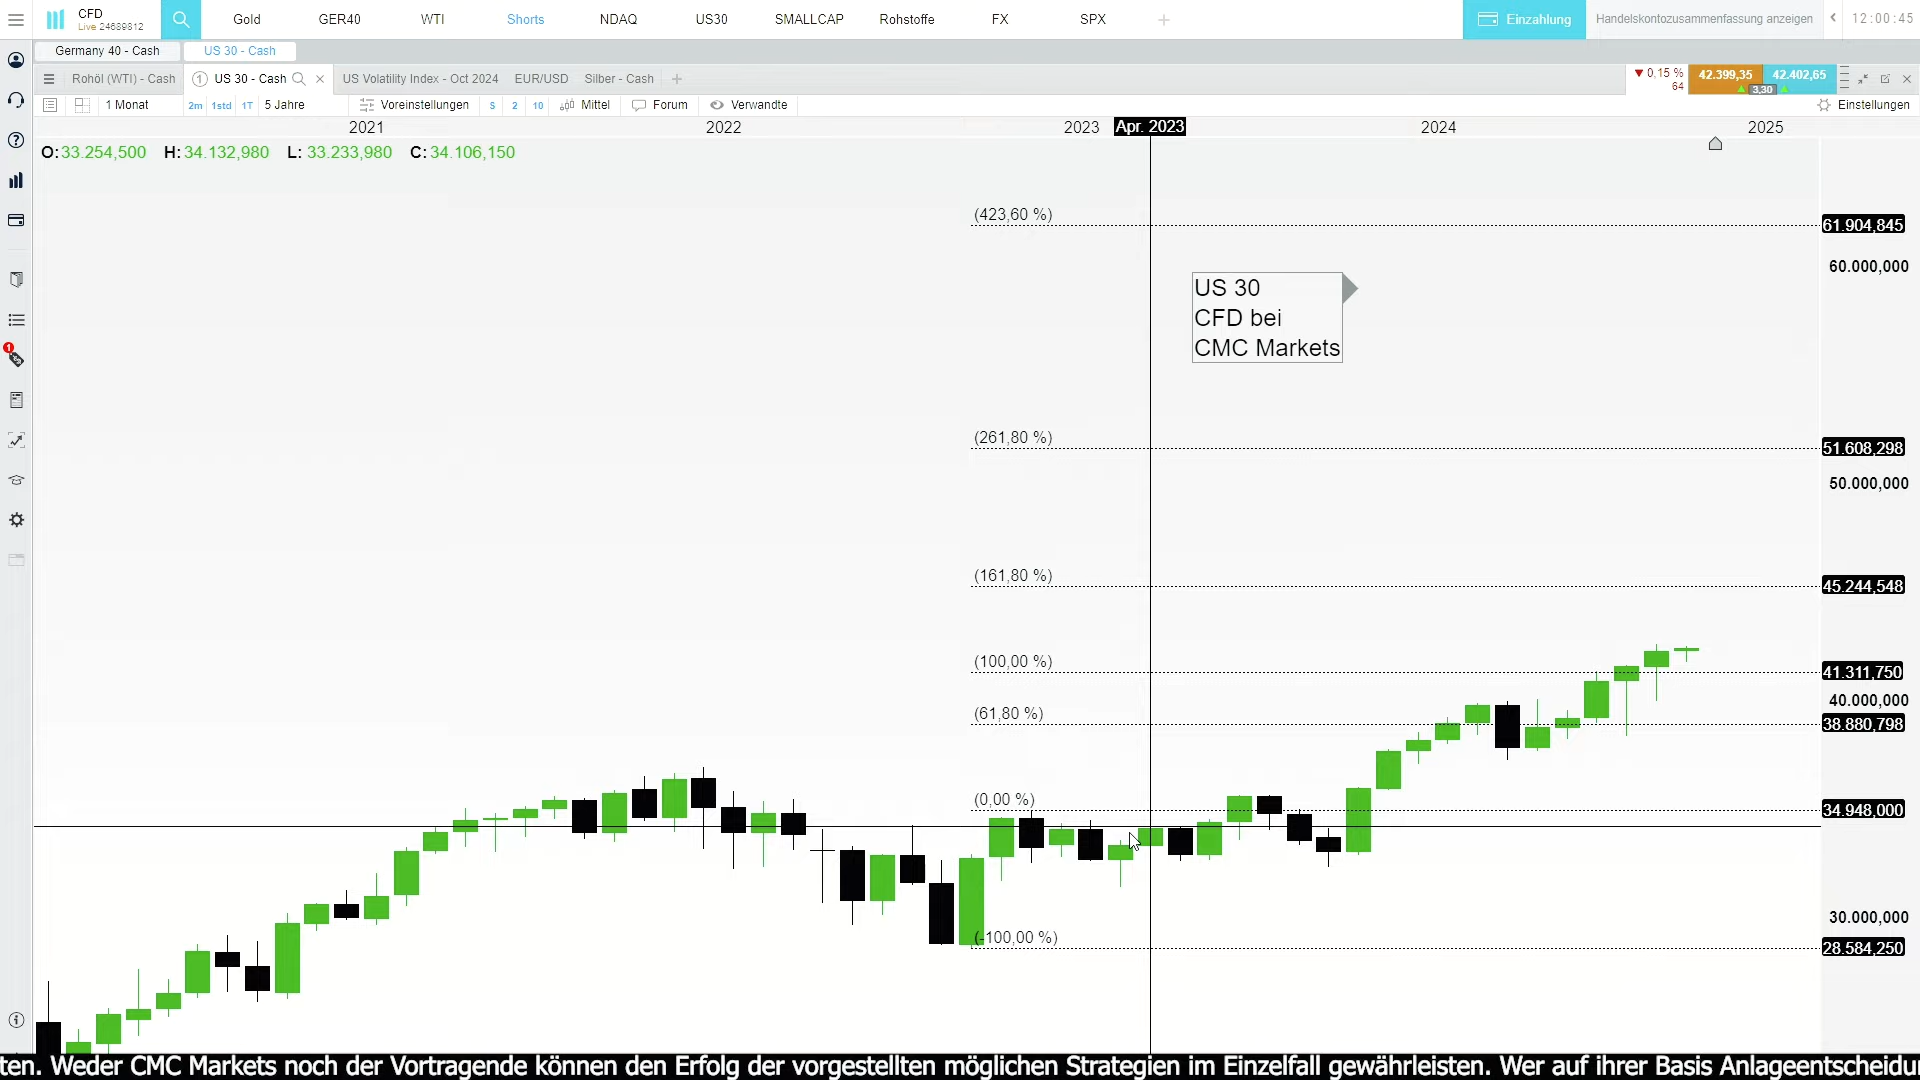 CFD
Live 24689812
Gold GER40 WTI Shorts NDAQ US30 SMALLCAP Rohstoffe FX SPX
Einzahlung
Handelskontozusammenfassung anzeigen
12:00:45
Germany 40 - Cash US 30 - Cash
Rohöl (WTI) - Cash 1 US 30 - Cash US Volatility Index - Oct 2024 EUR/USD Silber - Cash
0,15 %
64
42.399,35 42.402,65
3,30
1 Monat 2m 1std 1T 5 Jahre Voreinstellungen s 2 10 Mittel Forum Verwandte Einstellungen
2021 2022 2023 Apr. 2023 2024 2025
O:33.254,500 H:34.132,980 L:33.233,980 C:34.106,150
(423,60 %) 61.904,845
60.000,000
US 30
CFD bei
CMC Markets
(261,80 %) 51.608,298
50.000,000
(161,80 %) 45.244,548
(100,00 %) 41.311,750
40.000,000
(61,80 %) 38.880,798
(0,00 %) 34.948,000
30.000,000
(-100,00 %) 28.584,250
1
ten. Weder CMC Markets noch der Vortragende können den Erfolg der vorgestellten möglichen Strategien im Einzelfall gewährleisten. Wer auf ihrer Basis Anlageentscheidu